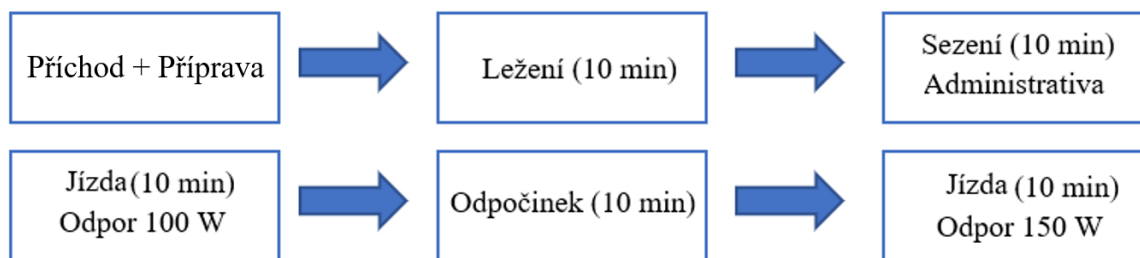 Příchod + Příprava
Ležení (10 min)
Sezení (10 min)
Administrativa
Jízda (10 min)
Odpor 100 W
Odpočinek (10 min)
Jízda (10 min)
Odpor 150 W